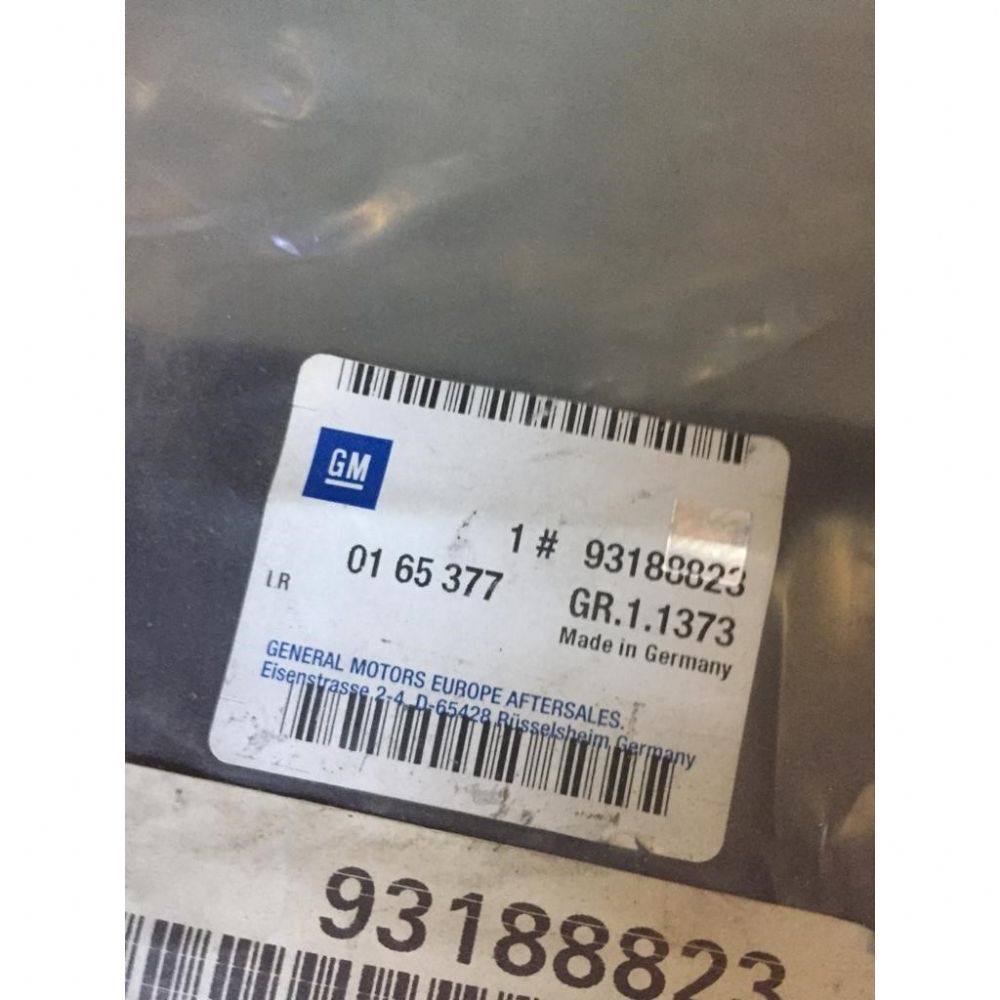 GM
1 # 93188823
01 65 377
GR.1.1373
LR
Made in Germany
GENERAL MOTORS EUROPE AFTERSALES.
Eisenstrasse 2-4, D-65428 Rüsselsheim, Germany
93188823